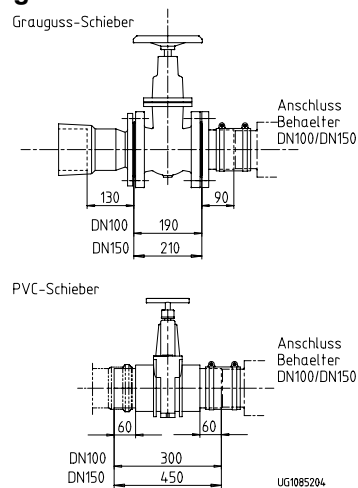 Grauguss-Schieber
Anschluss
Behaelter
DN100/DN150
130
90
DN100 190
DN150 210
PVC-Schieber
Anschluss
Behaelter
DN100/DN150
60
60
DN100 300
DN150 450
UG1085204